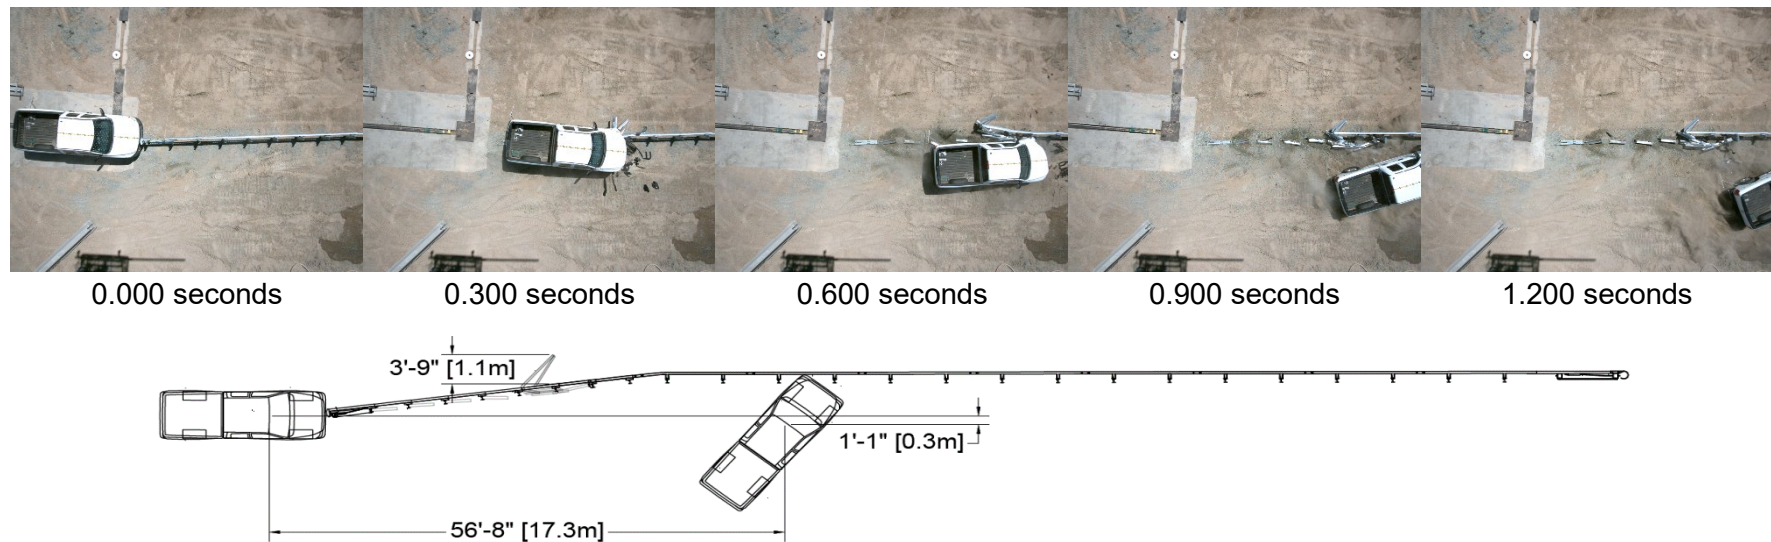 0.000 seconds
0.300 seconds
0.600 seconds
0.900 seconds
1.200 seconds
3'-9" [1.1m]
1'-1" [0.3m]
56'-8" [17.3m]